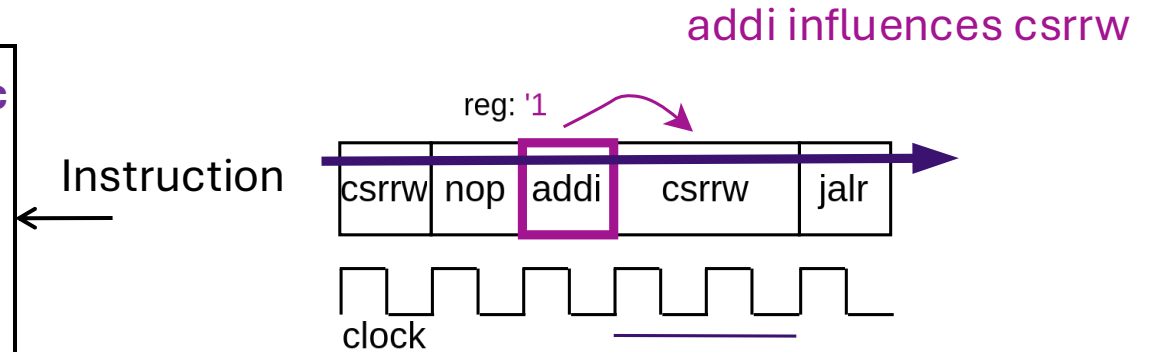 addi influences csrrw
reg: '1
Instruction
csrrw nop addi csrrw jalr
clock